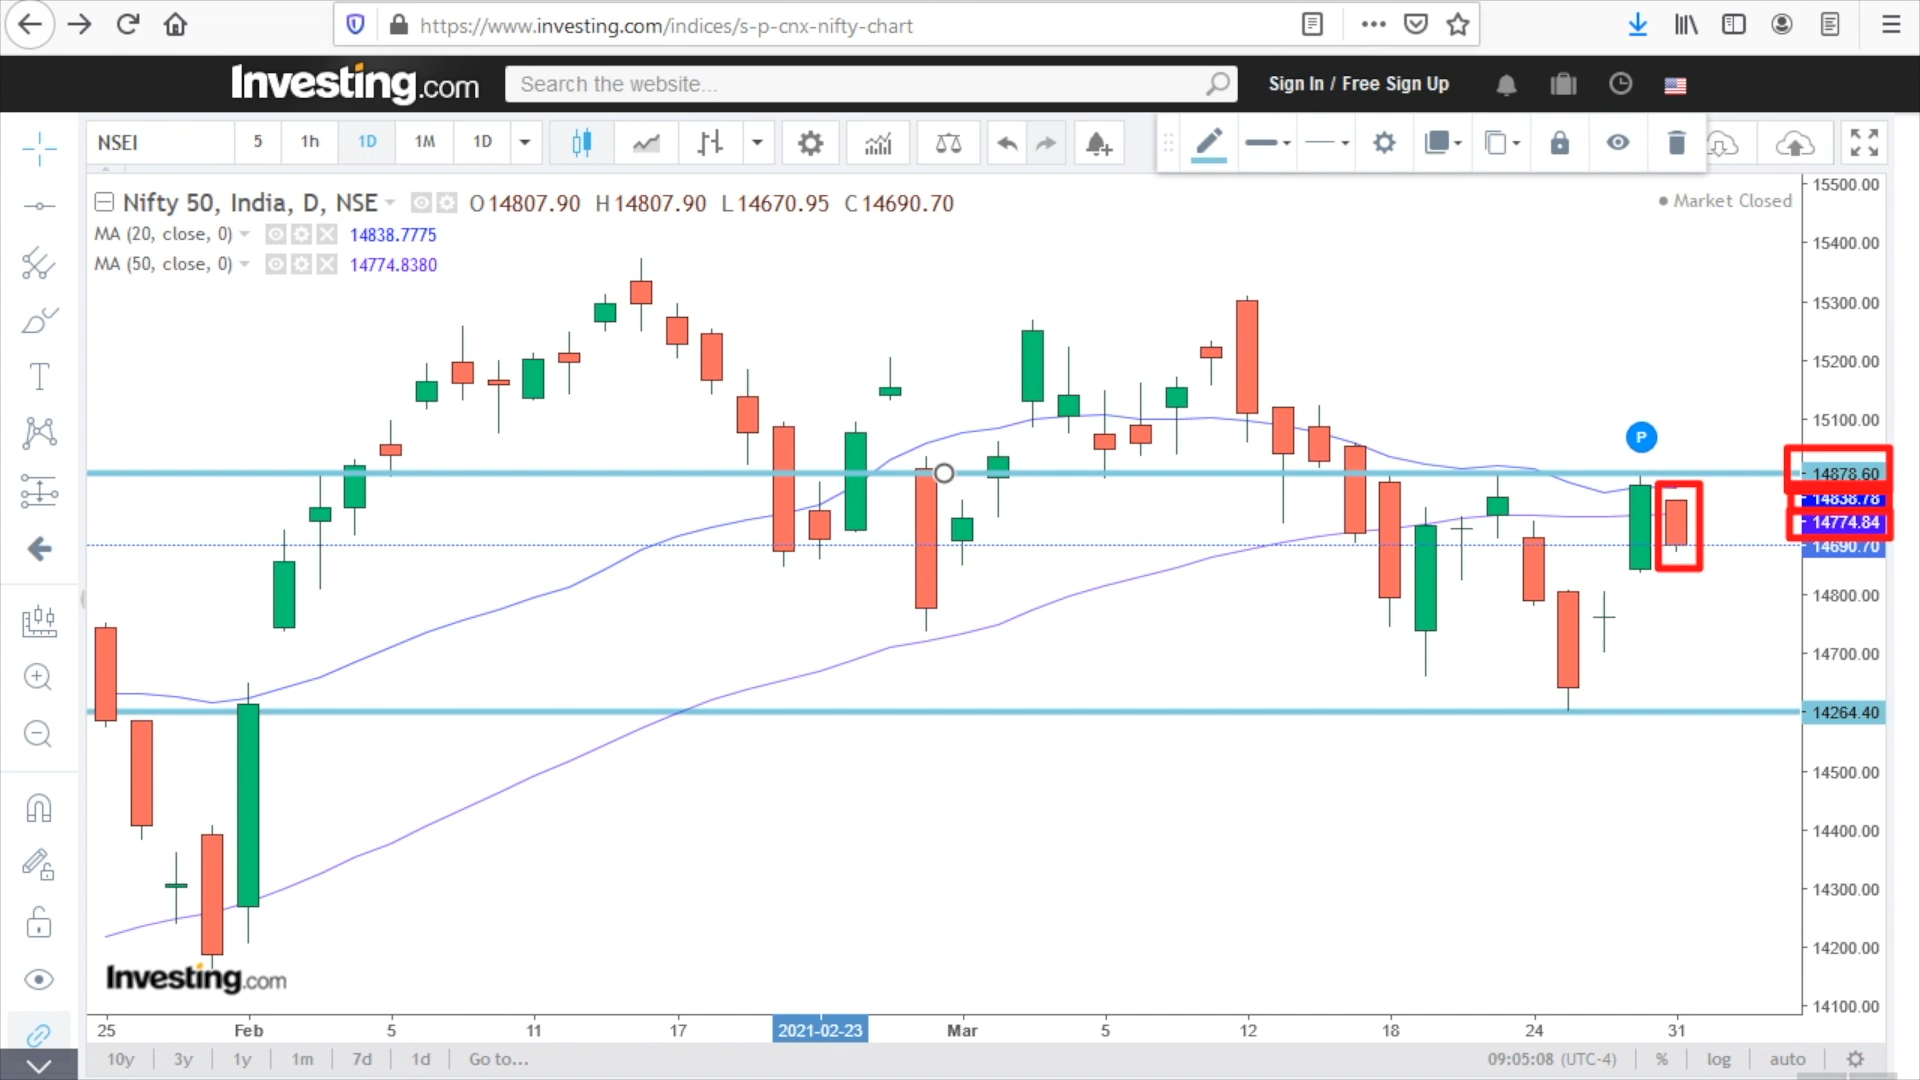 https://www.investing.com/indices/s-p-cnx-nifty-chart
Investing.com
Search the website...
Sign In / Free Sign Up
NSEI
5
1h
1D
1M
1D
Nifty 50, India, D, NSE
O 14807.90 H 14807.90 L 14670.95 C 14690.70
Market Closed
MA (20, close, 0)
14838.7775
MA (50, close, 0)
14774.8380
15500.00
15400.00
15300.00
15200.00
15100.00
P
14878.60
14838.78
14774.84
14690.70
14800.00
14700.00
14264.40
14500.00
14400.00
14300.00
14200.00
14100.00
Investing.com
25
Feb
5
11
17
2021-02-23
Mar
5
12
18
24
31
10y
3y
1y
1m
7d
1d
Go to...
09:05:08 (UTC-4)
%
log
auto